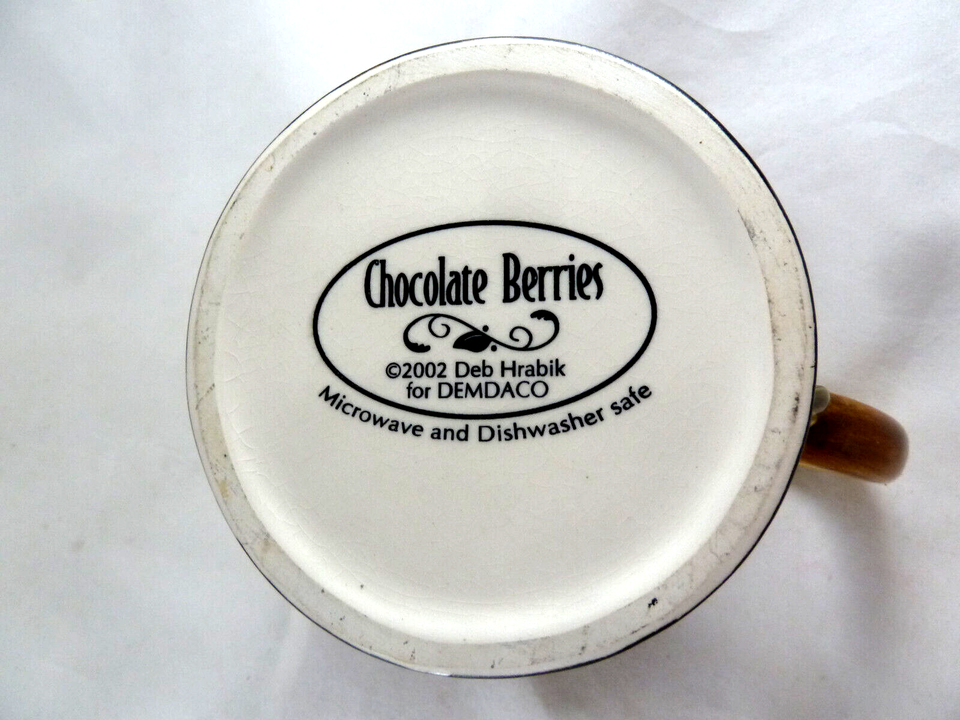 Chocolate Berries
©2002 Deb Hrabik
for DEMDACO
Microwave and Dishwasher safe